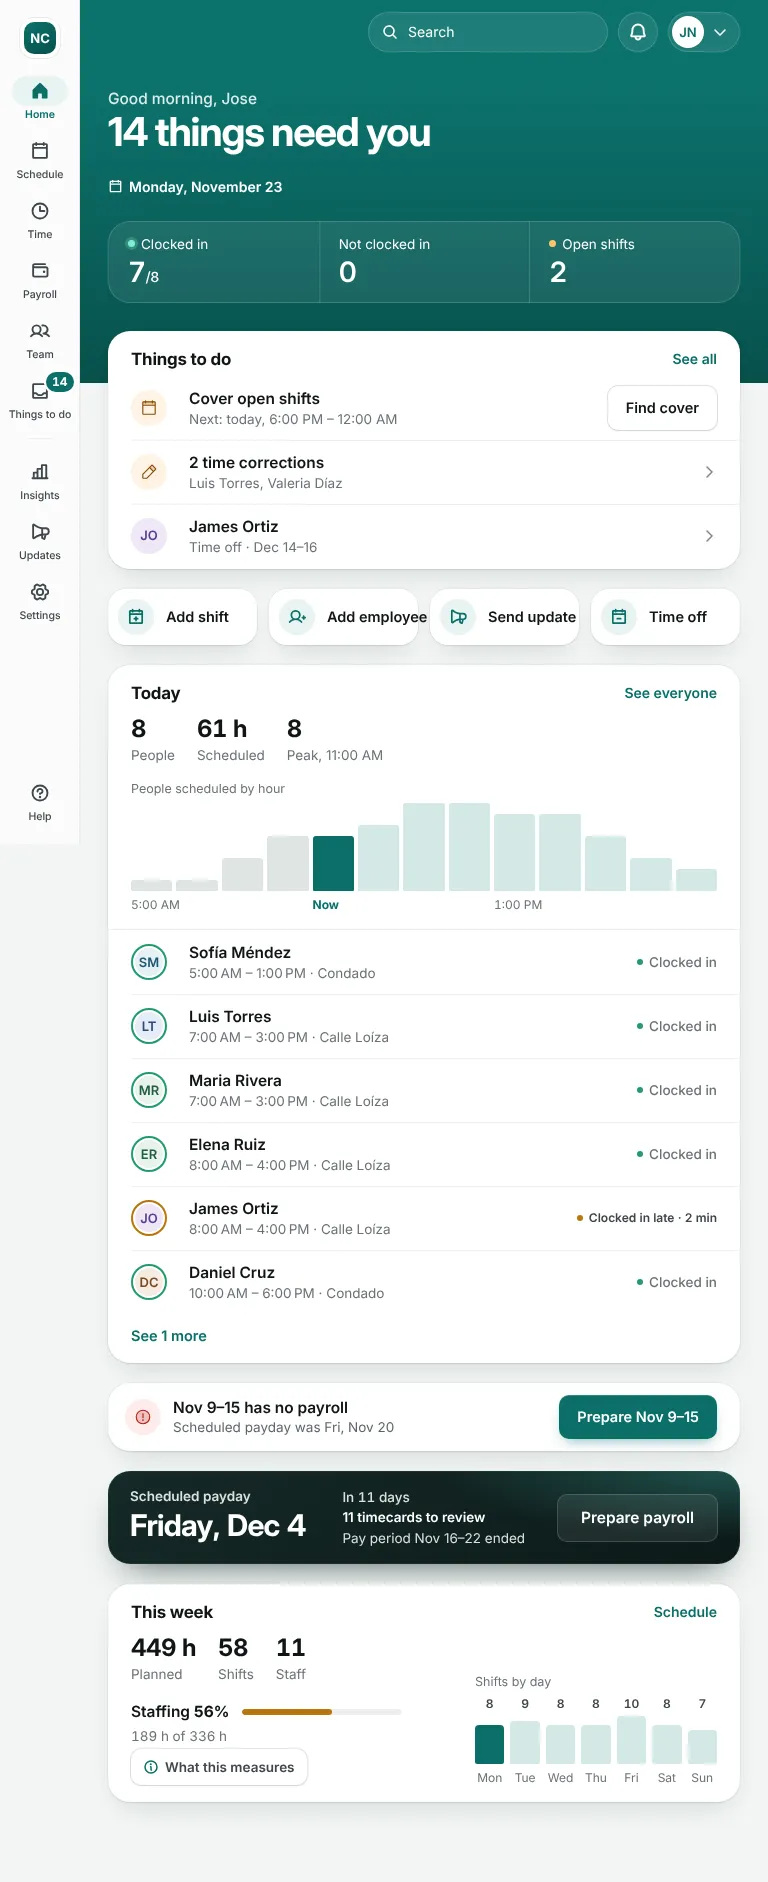 NC
Search
JN
Home
Schedule
Time
Payroll
Team
14
Things to do
Insights
Updates
Settings
Help
Good morning, Jose
14 things need you
Monday, November 23
Clocked in
7/8
Not clocked in
0
Open shifts
2
Things to do
See all
Cover open shifts
Next: today, 6:00 PM – 12:00 AM
Find cover
2 time corrections
Luis Torres, Valeria Díaz
JO
James Ortiz
Time off · Dec 14–16
Add shift
Add employee
Send update
Time off
Today
See everyone
8
People
61 h
Scheduled
8
Peak, 11:00 AM
People scheduled by hour
5:00 AM
Now
1:00 PM
SM
Sofía Méndez
5:00 AM – 1:00 PM · Condado
Clocked in
LT
Luis Torres
7:00 AM – 3:00 PM · Calle Loíza
Clocked in
MR
Maria Rivera
7:00 AM – 3:00 PM · Calle Loíza
Clocked in
ER
Elena Ruiz
8:00 AM – 4:00 PM · Calle Loíza
Clocked in
JO
James Ortiz
8:00 AM – 4:00 PM · Calle Loíza
Clocked in late · 2 min
DC
Daniel Cruz
10:00 AM – 6:00 PM · Condado
Clocked in
See 1 more
Nov 9–15 has no payroll
Scheduled payday was Fri, Nov 20
Prepare Nov 9–15
Scheduled payday
Friday, Dec 4
In 11 days
11 timecards to review
Pay period Nov 16–22 ended
Prepare payroll
This week
Schedule
449 h
Planned
58
Shifts
11
Staff
Staffing 56%
189 h of 336 h
What this measures
Shifts by day
8 9 8 8 10 8 7
Mon Tue Wed Thu Fri Sat Sun